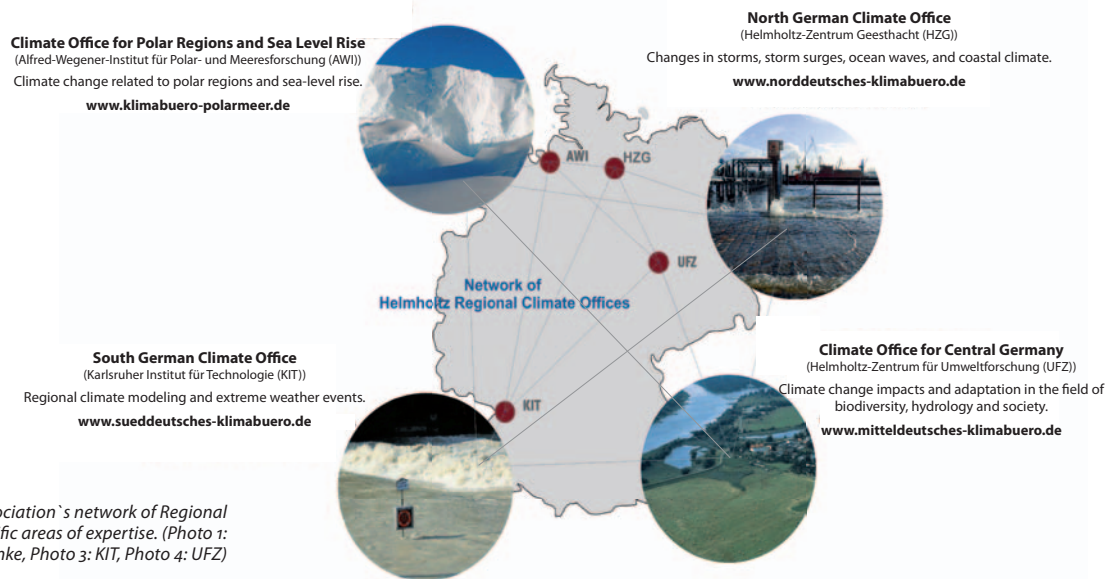 Climate Office for Polar Regions and Sea Level Rise
(Alfred-Wegener-Institut für Polar- und Meeresforschung (AWI))
Climate change related to polar regions and sea-level rise.
www.klimabuero-polarmeer.de
North German Climate Office
(Helmholtz-Zentrum Geesthacht (HZG))
Changes in storms, storm surges, ocean waves, and coastal climate.
www.norddeutsches-klimabuero.de
AWI
HZG
UFZ
Network of
Helmholtz Regional Climate Offices
KIT
South German Climate Office
(Karlsruher Institut für Technologie (KIT))
Regional climate modeling and extreme weather events.
www.sueddeutsches-klimabuero.de
Climate Office for Central Germany
(Helmholtz-Zentrum für Umweltforschung (UFZ))
Climate change impacts and adaptation in the field of
biodiversity, hydrology and society.
www.mitteldeutsches-klimabuero.de
ociation`s network of Regional
ific areas of expertise. (Photo 1:
nke, Photo 3: KIT, Photo 4: UFZ)